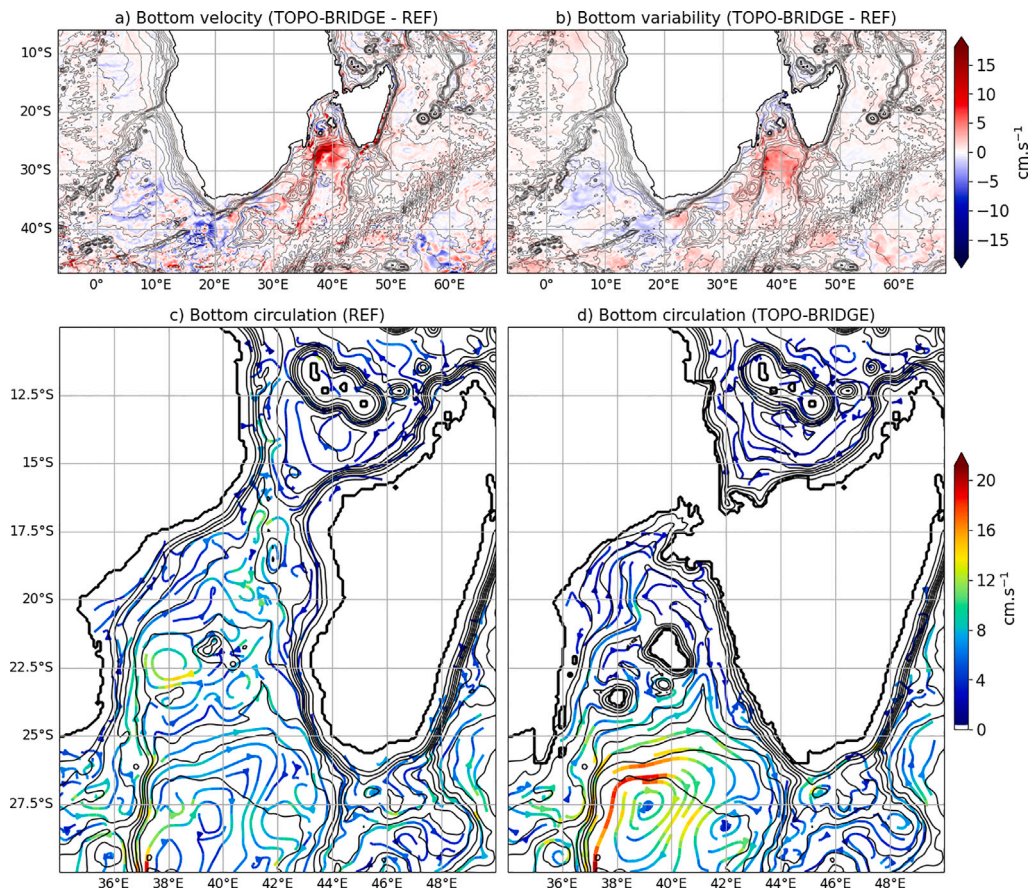 a) Bottom velocity (TOPO-BRIDGE - REF)
b) Bottom variability (TOPO-BRIDGE - REF)
10°S
20°S
30°S
40°S
0° 10°E 20°E 30°E 40°E 50°E 60°E
0° 10°E 20°E 30°E 40°E 50°E 60°E
15
10
5
0
−5
−10
−15
cm.s⁻¹
c) Bottom circulation (REF)
d) Bottom circulation (TOPO-BRIDGE)
12.5°S
15°S
17.5°S
20°S
22.5°S
25°S
27.5°S
36°E 38°E 40°E 42°E 44°E 46°E 48°E
36°E 38°E 40°E 42°E 44°E 46°E 48°E
20
16
12
8
4
0
cm.s⁻¹